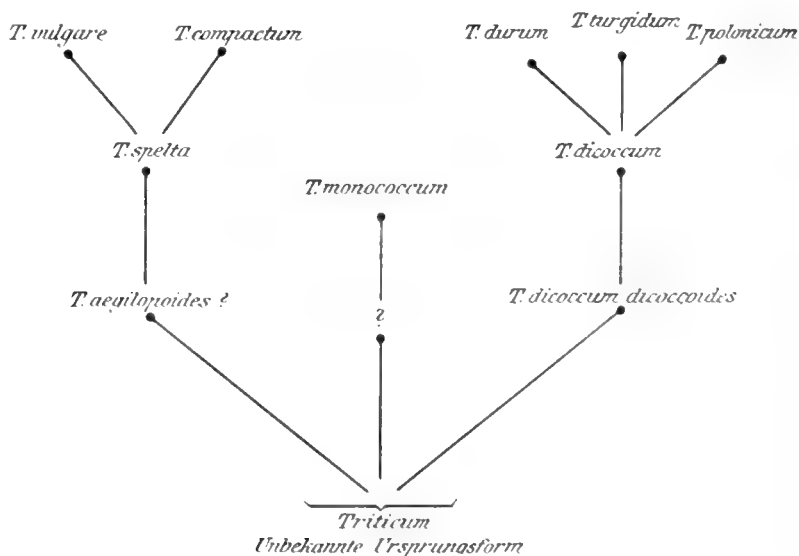 T. vulgare
T. compactum
T. durum
T. turgidum
T. polonicum
T. spelta
T. dicoccum
T. monococcum
T. aegilopoides ?
?
T. dicoccum dicoccoides
Triticum
Unbekannte Ursprungsform